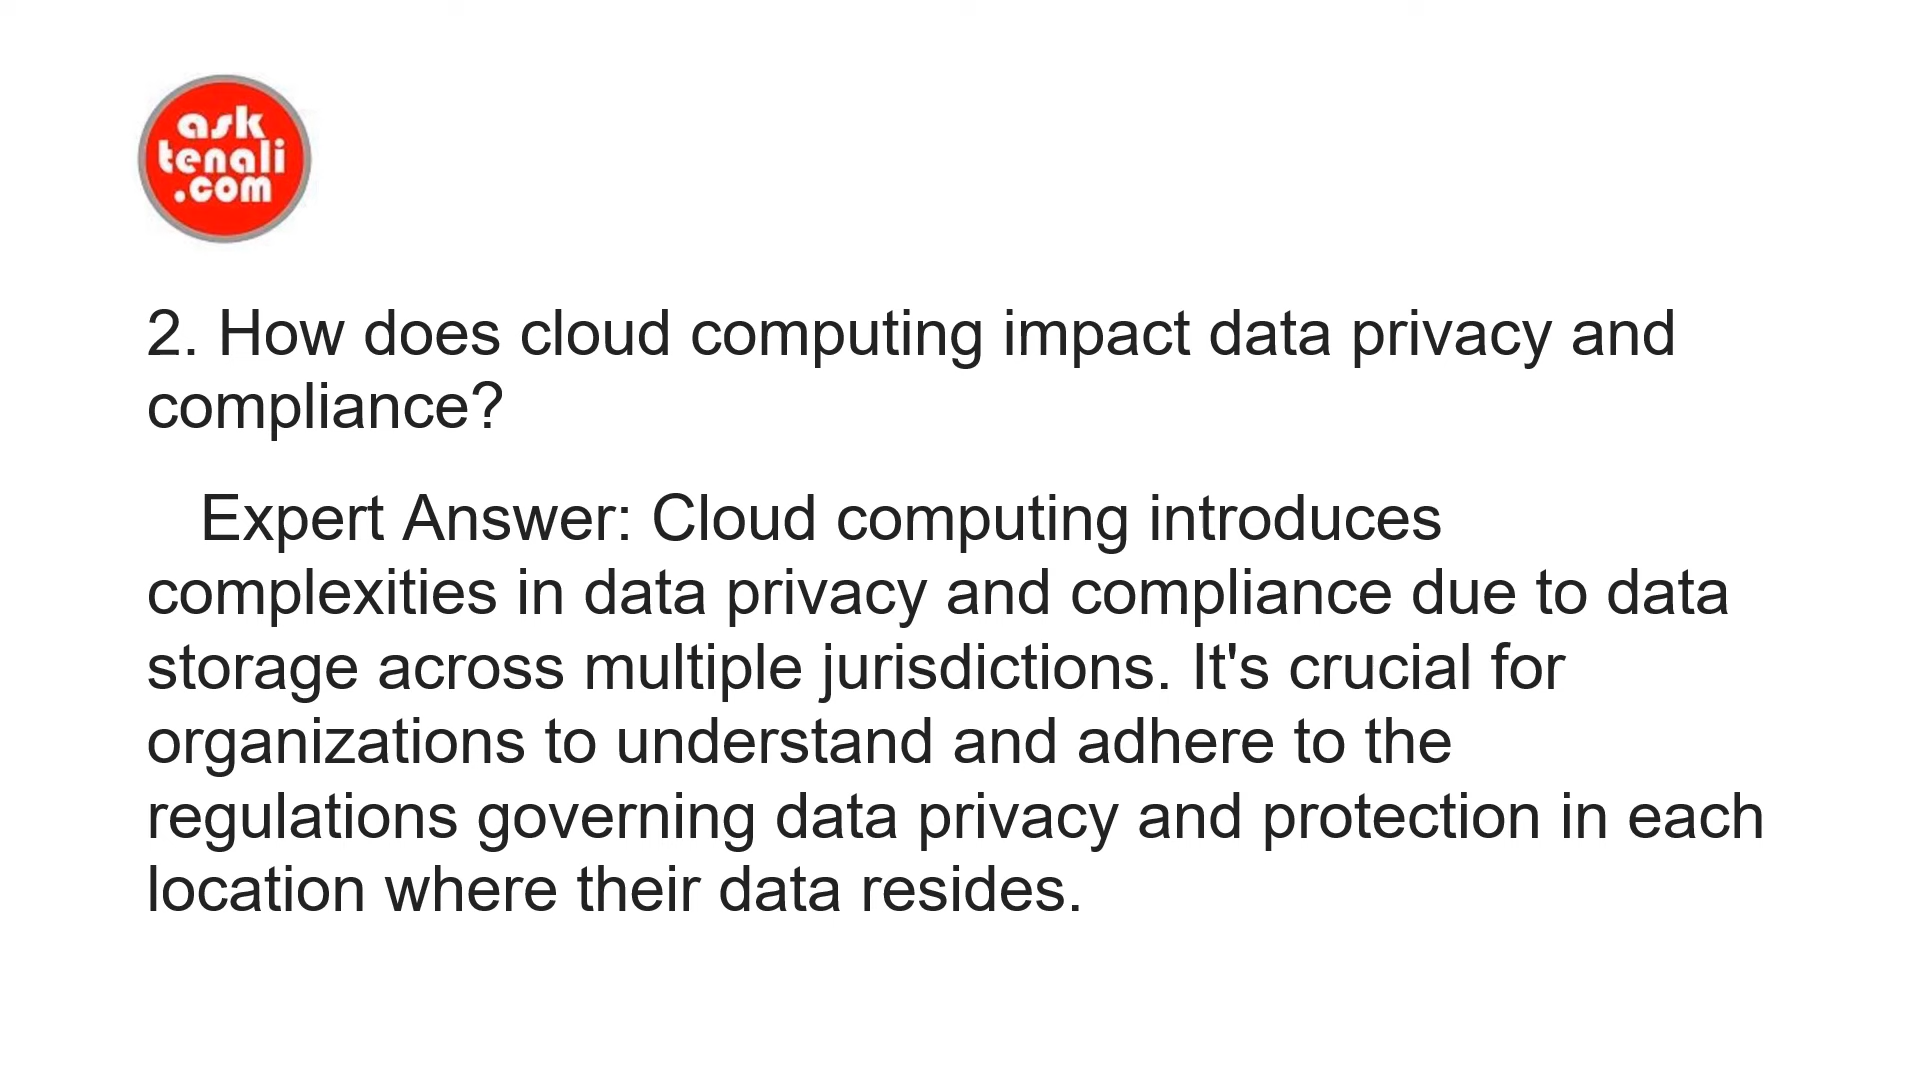 ask
tenali
.com
2. How does cloud computing impact data privacy and
compliance?
Expert Answer: Cloud computing introduces
complexities in data privacy and compliance due to data
storage across multiple jurisdictions. It's crucial for
organizations to understand and adhere to the
regulations governing data privacy and protection in each
location where their data resides.